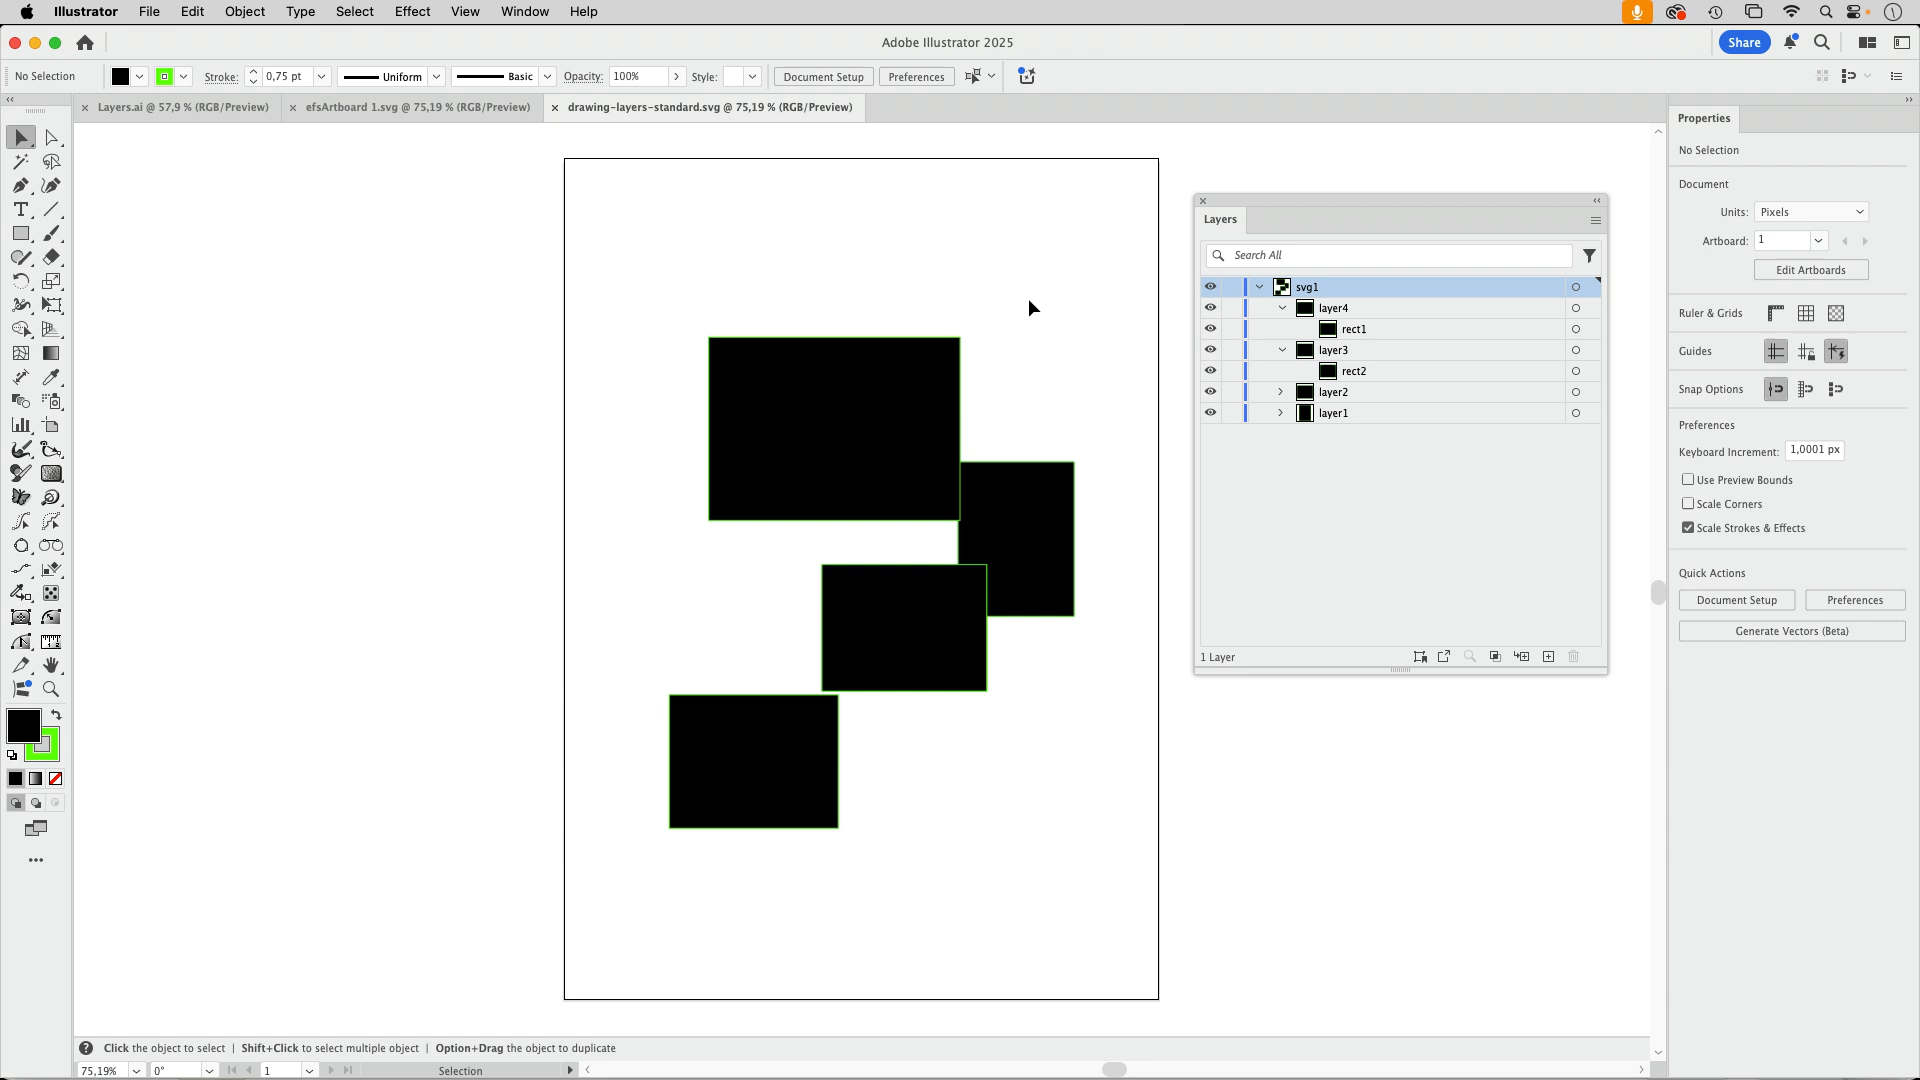 Illustrator File Edit Object Type Select Effect View Window Help
Adobe Illustrator 2025
Share
No Selection
Stroke: 0,75 pt Uniform Basic Opacity: 100% Style: Document Setup Preferences
Layers.ai @ 57,9 % (RGB/Preview)
efsArtboard 1.svg @ 75,19 % (RGB/Preview)
drawing-layers-standard.svg @ 75,19 % (RGB/Preview)
Layers
Search All
svg1
layer4
rect1
layer3
rect2
layer2
layer1
1 Layer
Properties
No Selection
Document
Units: Pixels
Artboard: 1
Edit Artboards
Ruler & Grids
Guides
Snap Options
Preferences
Keyboard Increment: 1,0001 px
Use Preview Bounds
Scale Corners
Scale Strokes & Effects
Quick Actions
Document Setup Preferences
Generate Vectors (Beta)
Click the object to select | Shift+Click to select multiple object | Option+Drag the object to duplicate
75,19% 0° 1 Selection